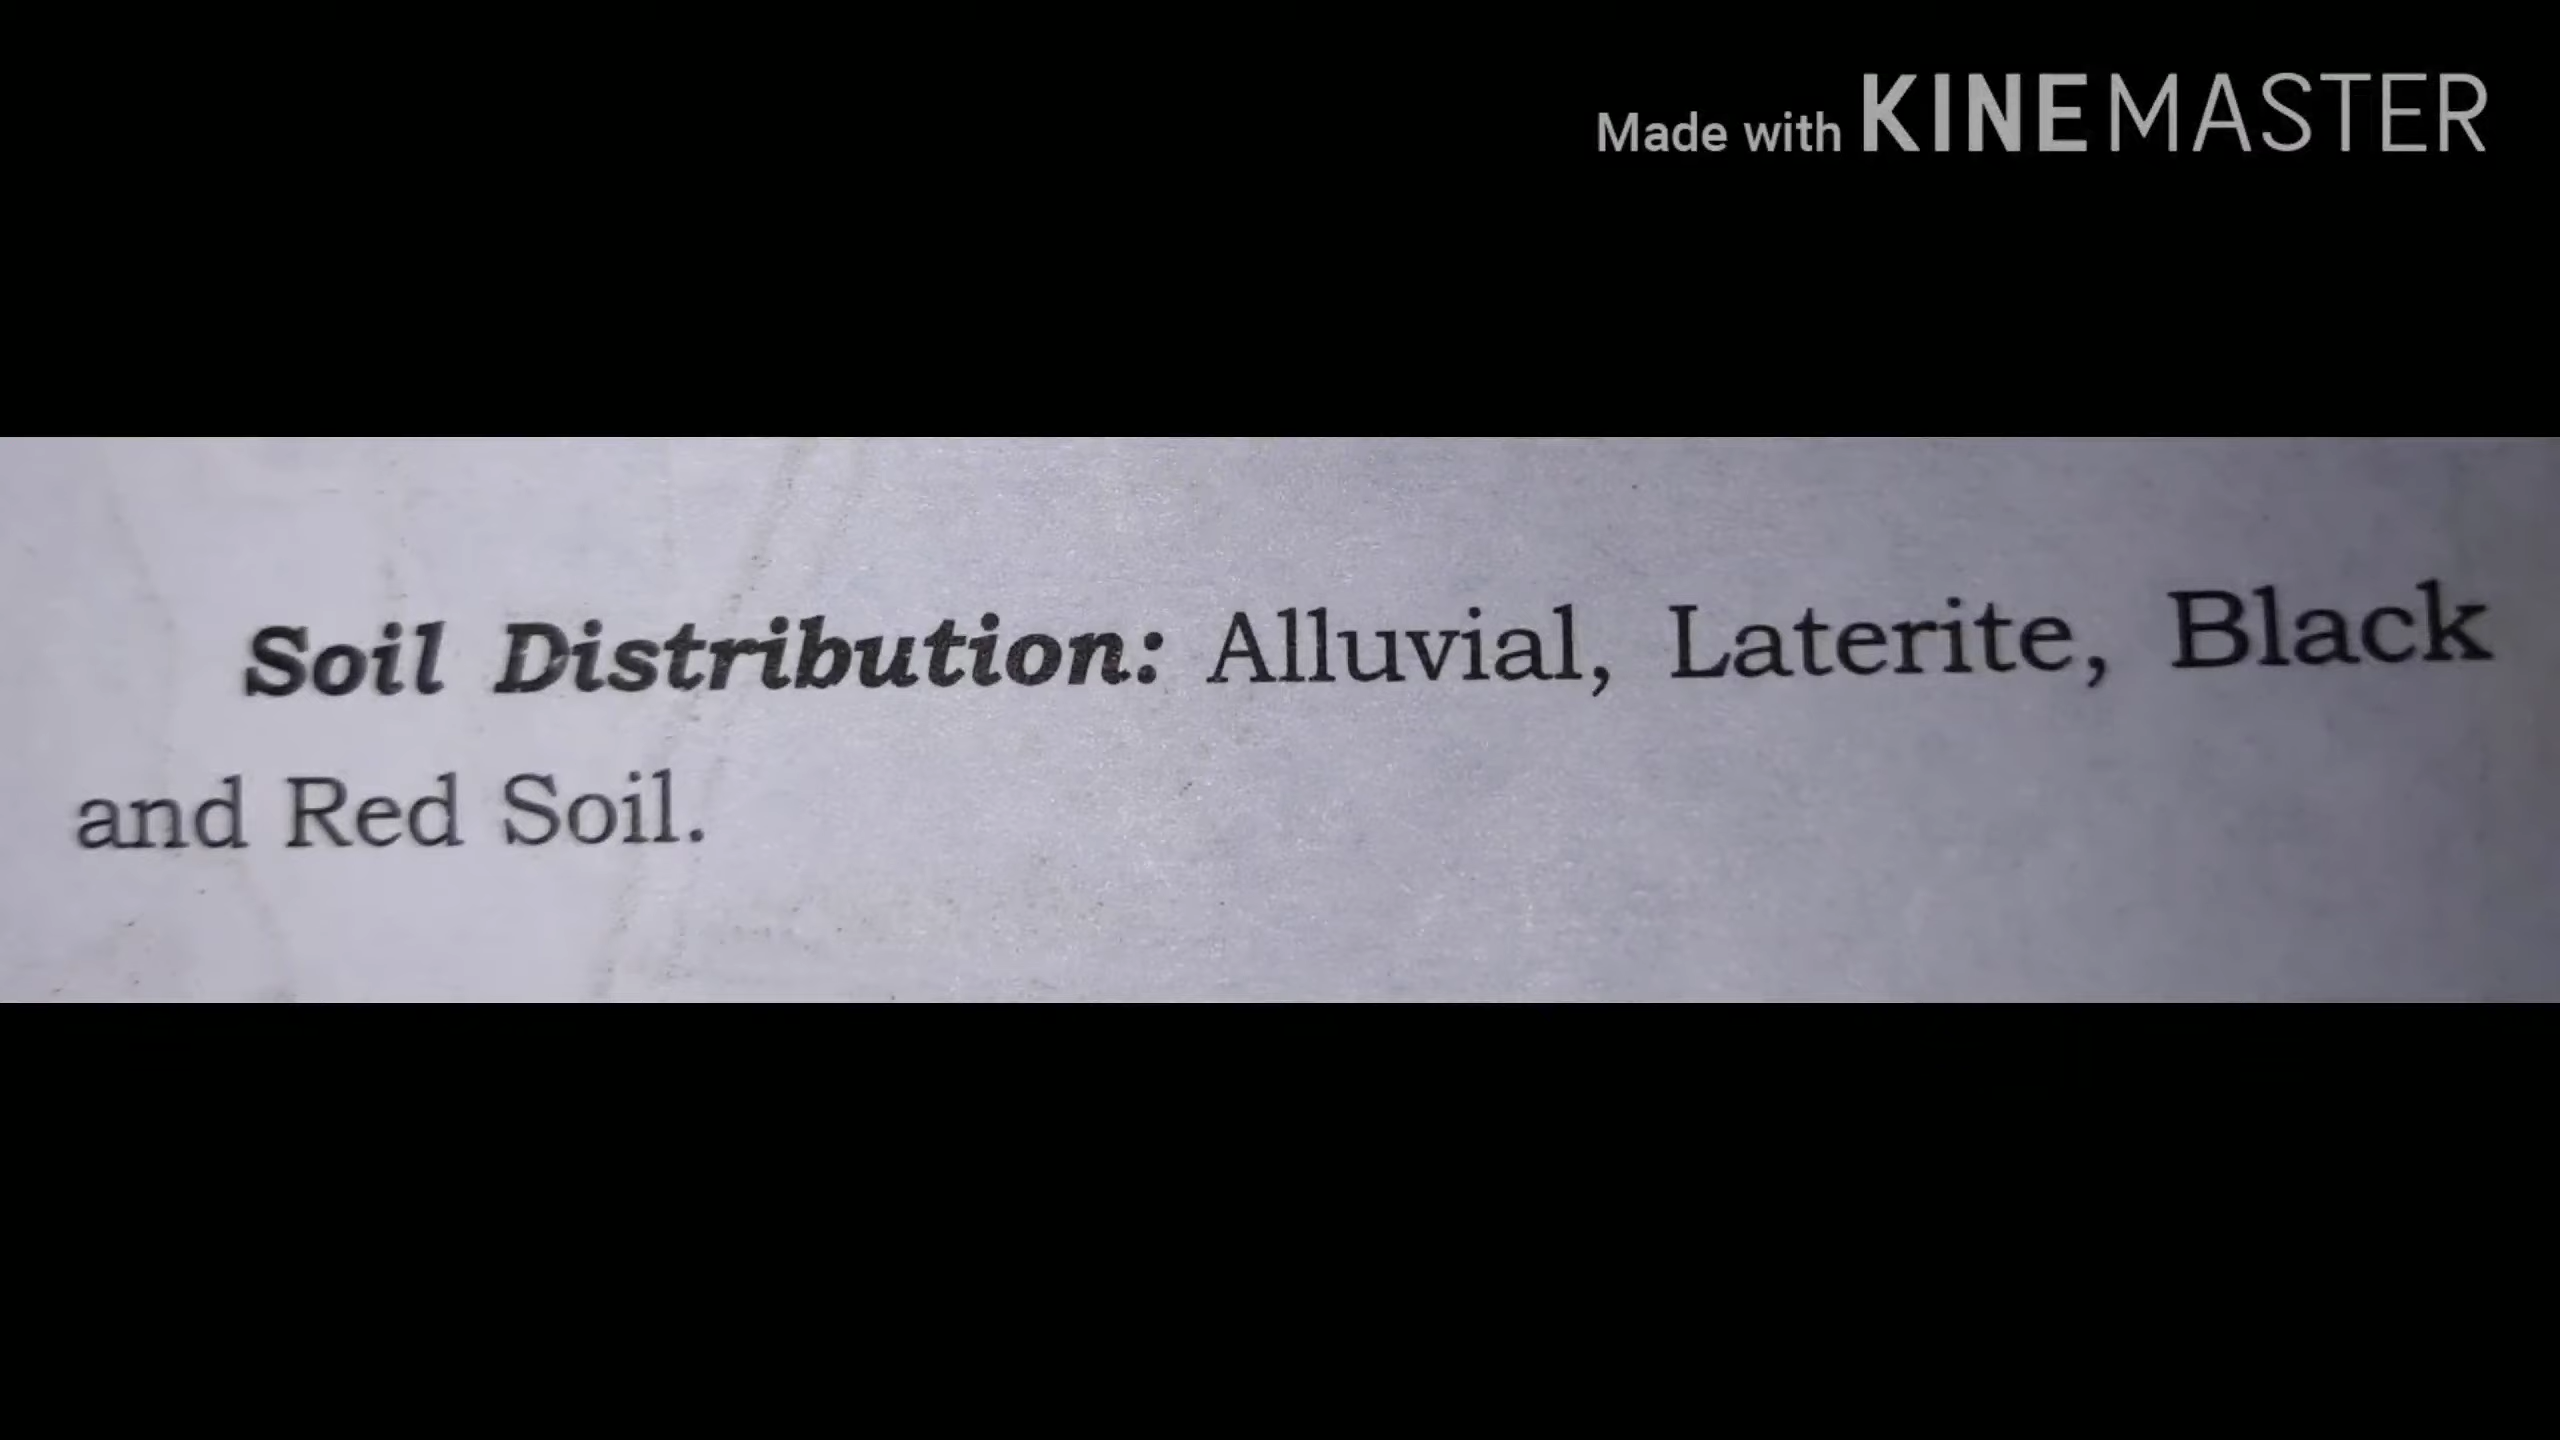 Made with KINEMASTER
Soil Distribution: Alluvial, Laterite, Black
and Red Soil.